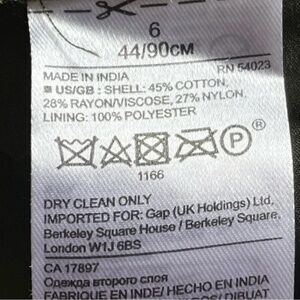 6
44/90CM
MADE IN INDIA RN 54023
US/GB : SHELL: 45% COTTON,
28% RAYON/VISCOSE, 27% NYLON.
LINING: 100% POLYESTER
P ®
1166
DRY CLEAN ONLY
IMPORTED FOR: Gap (UK Holdings) Ltd,
Berkeley Square House / Berkeley Square,
London W1J 6BS
CA 17897
Одежда второго слоя
FABRIQUE EN INDE/ HECHO EN INDIA